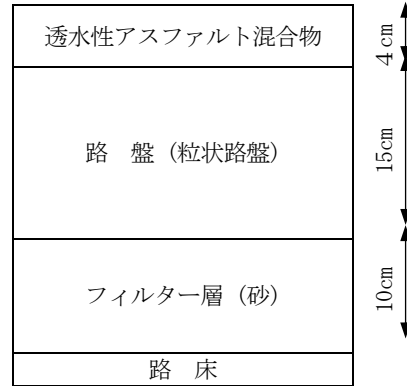 透水性アスファルト混合物
4cm
路　盤（粒状路盤）
15cm
フィルター層（砂）
10cm
路　床